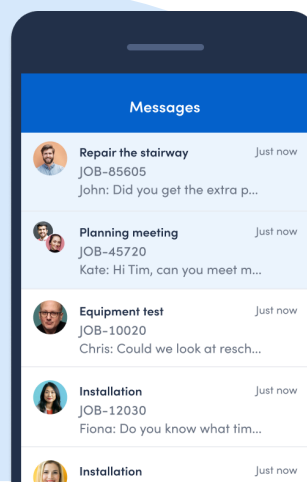 Messages
Repair the stairway
Just now
JOB-85605
John: Did you get the extra p...
Planning meeting
Just now
JOB-45720
Kate: Hi Tim, can you meet m...
Equipment test
Just now
JOB-10020
Chris: Could we look at resch...
Installation
Just now
JOB-12030
Fiona: Do you know what tim...
Installation
Just now